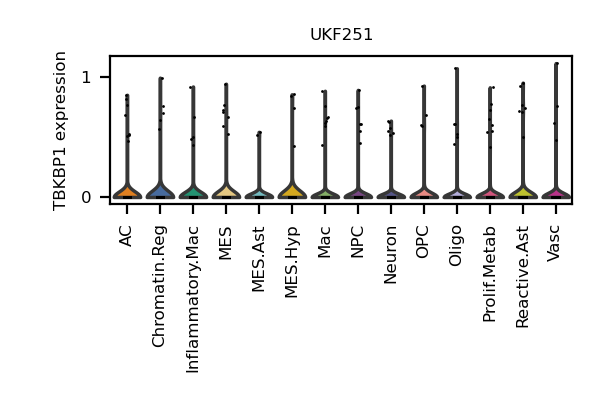 UKF251
TBKBP1 expression
1
0
AC
Chromatin.Reg
Inflammatory.Mac
MES
MES.Ast
MES.Hyp
Mac
NPC
Neuron
OPC
Oligo
Prolif.Metab
Reactive.Ast
Vasc